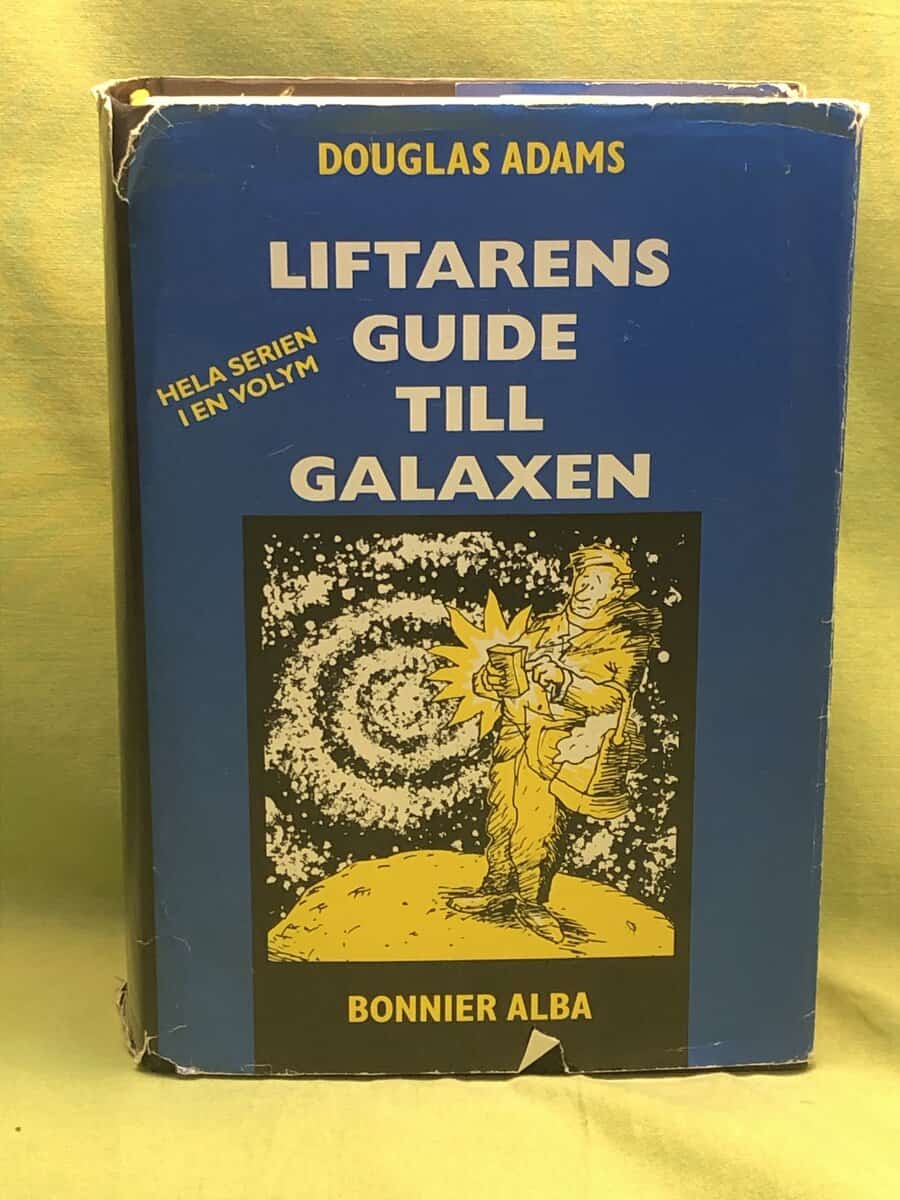 DOUGLAS ADAMS
LIFTARENS
GUIDE
TILL
GALAXEN
HELA SERIEN
I EN VOLYM
BONNIER ALBA